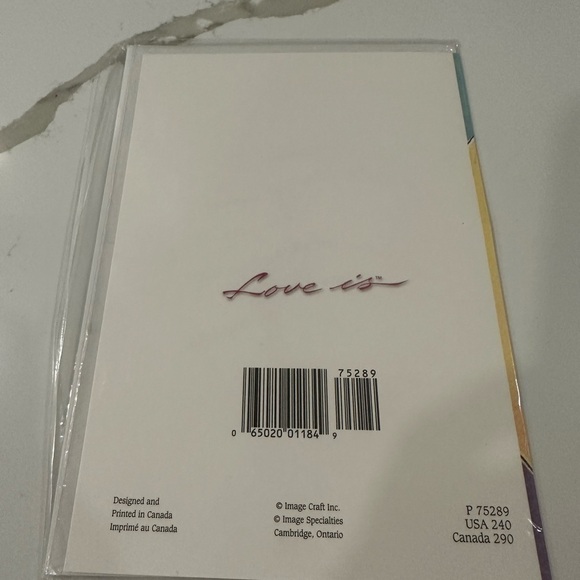 Love is™
75289
0 65020 01184 9
Designed and
Printed in Canada
Imprimé au Canada
© Image Craft Inc.
© Image Specialties
Cambridge, Ontario
P 75289
USA 240
Canada 290